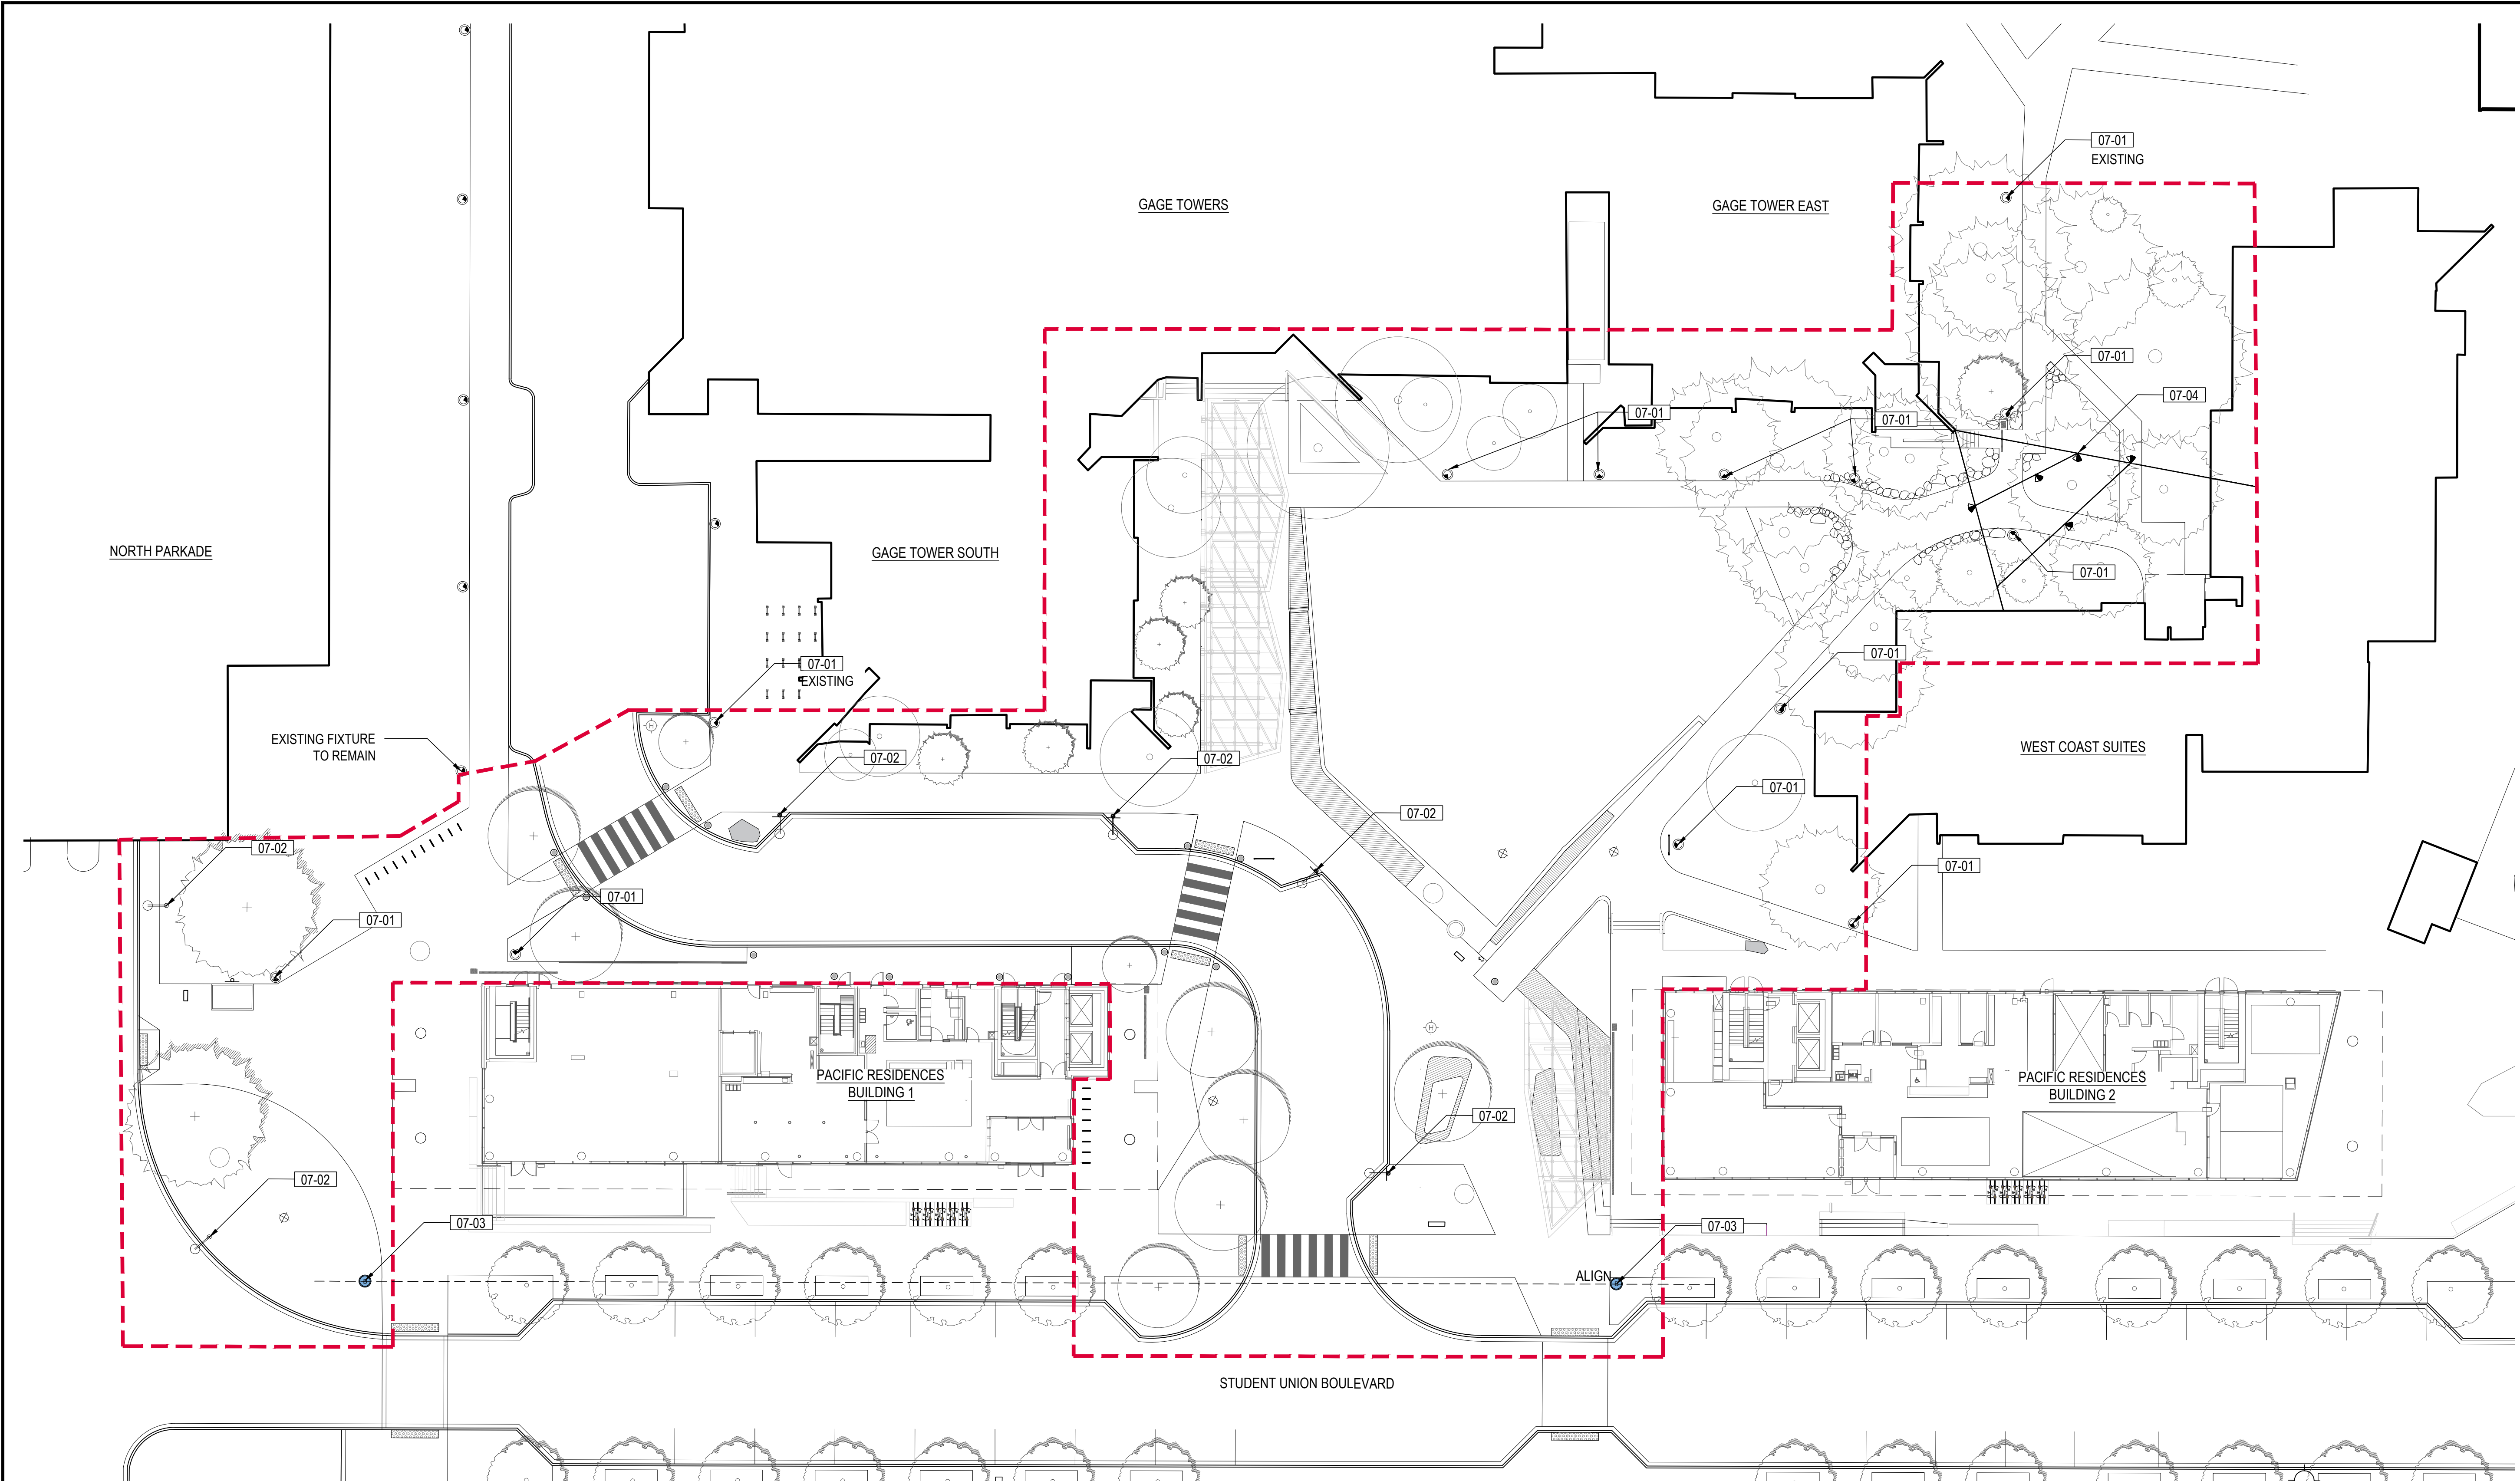 07-01
EXISTING
GAGE TOWERS
GAGE TOWER EAST
07-01
07-04
07-01
07-01
NORTH PARKADE
GAGE TOWER SOUTH
07-01
07-01
EXISTING
07-01
EXISTING FIXTURE
TO REMAIN
WEST COAST SUITES
07-02
07-02
07-01
07-02
07-02
07-01
07-01
07-01
H
H
PACIFIC RESIDENCES
BUILDING 1
PACIFIC RESIDENCES
BUILDING 2
07-02
07-02
07-03
07-03
ALIGN
STUDENT UNION BOULEVARD